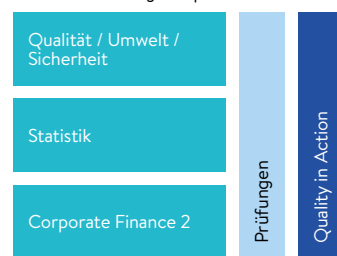 Qualität / Umwelt /
Sicherheit
Statistik
Corporate Finance 2
Prüfungen
Quality in Action